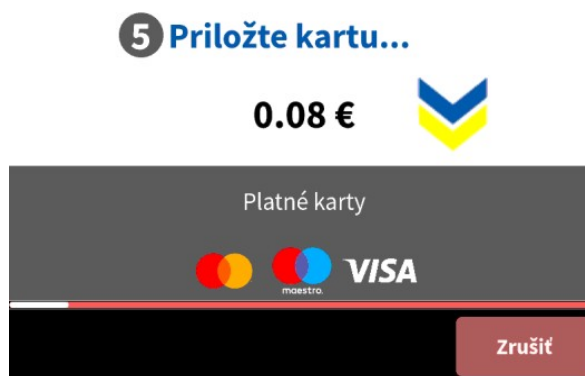 5 Priložte kartu...
0.08 €
Platné karty
maestro.
VISA
Zrušiť